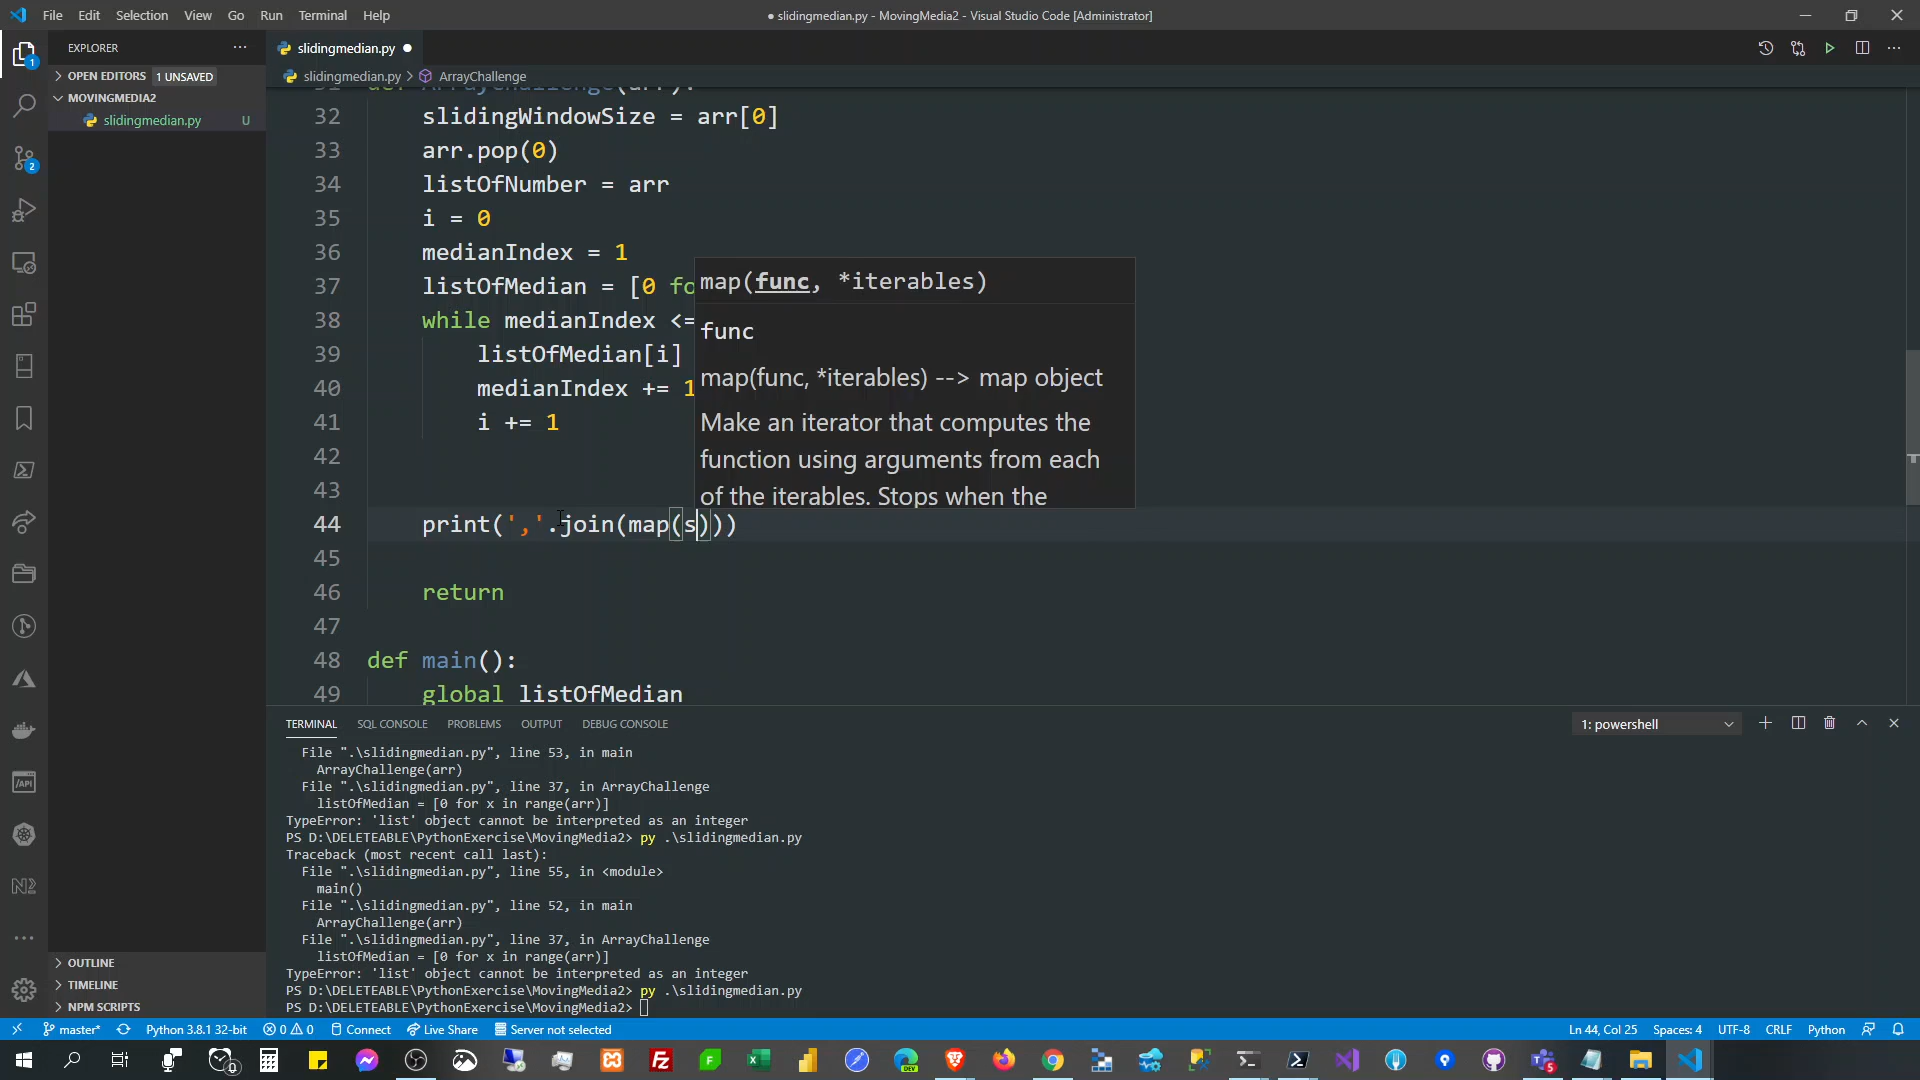 File Edit Selection View Go Run Terminal Help
● slidingmedian.py - MovingMedia2 - Visual Studio Code [Administrator]
EXPLORER
slidingmedian.py
OPEN EDITORS 1 UNSAVED
slidingmedian.py > ArrayChallenge
MOVINGMEDIA2
slidingmedian.py U
31 def ArrayChallenge(arr):
32 slidingWindowSize = arr[0]
33 arr.pop(0)
34 listOfNumber = arr
35 i = 0
36 medianIndex = 1
37 listOfMedian = [0 fo
38 while medianIndex <=
39 listOfMedian[i]
40 medianIndex += 1
41 i += 1
42
43
44 print(','.join(map(s)))
45
46 return
47
48 def main():
49 global listOfMedian
map(func, *iterables)
func
map(func, *iterables) --> map object
Make an iterator that computes the
function using arguments from each
of the iterables. Stops when the
TERMINAL SQL CONSOLE PROBLEMS OUTPUT DEBUG CONSOLE
1: powershell
File ".\slidingmedian.py", line 53, in main
ArrayChallenge(arr)
File ".\slidingmedian.py", line 37, in ArrayChallenge
listOfMedian = [0 for x in range(arr)]
TypeError: 'list' object cannot be interpreted as an integer
PS D:\DELETEABLE\PythonExercise\MovingMedia2> py .\slidingmedian.py
Traceback (most recent call last):
File ".\slidingmedian.py", line 55, in <module>
main()
File ".\slidingmedian.py", line 52, in main
ArrayChallenge(arr)
File ".\slidingmedian.py", line 37, in ArrayChallenge
listOfMedian = [0 for x in range(arr)]
TypeError: 'list' object cannot be interpreted as an integer
PS D:\DELETEABLE\PythonExercise\MovingMedia2> py .\slidingmedian.py
PS D:\DELETEABLE\PythonExercise\MovingMedia2>
OUTLINE
TIMELINE
NPM SCRIPTS
master* Python 3.8.1 32-bit 0 0 Connect Live Share Server not selected
Ln 44, Col 25 Spaces: 4 UTF-8 CRLF Python